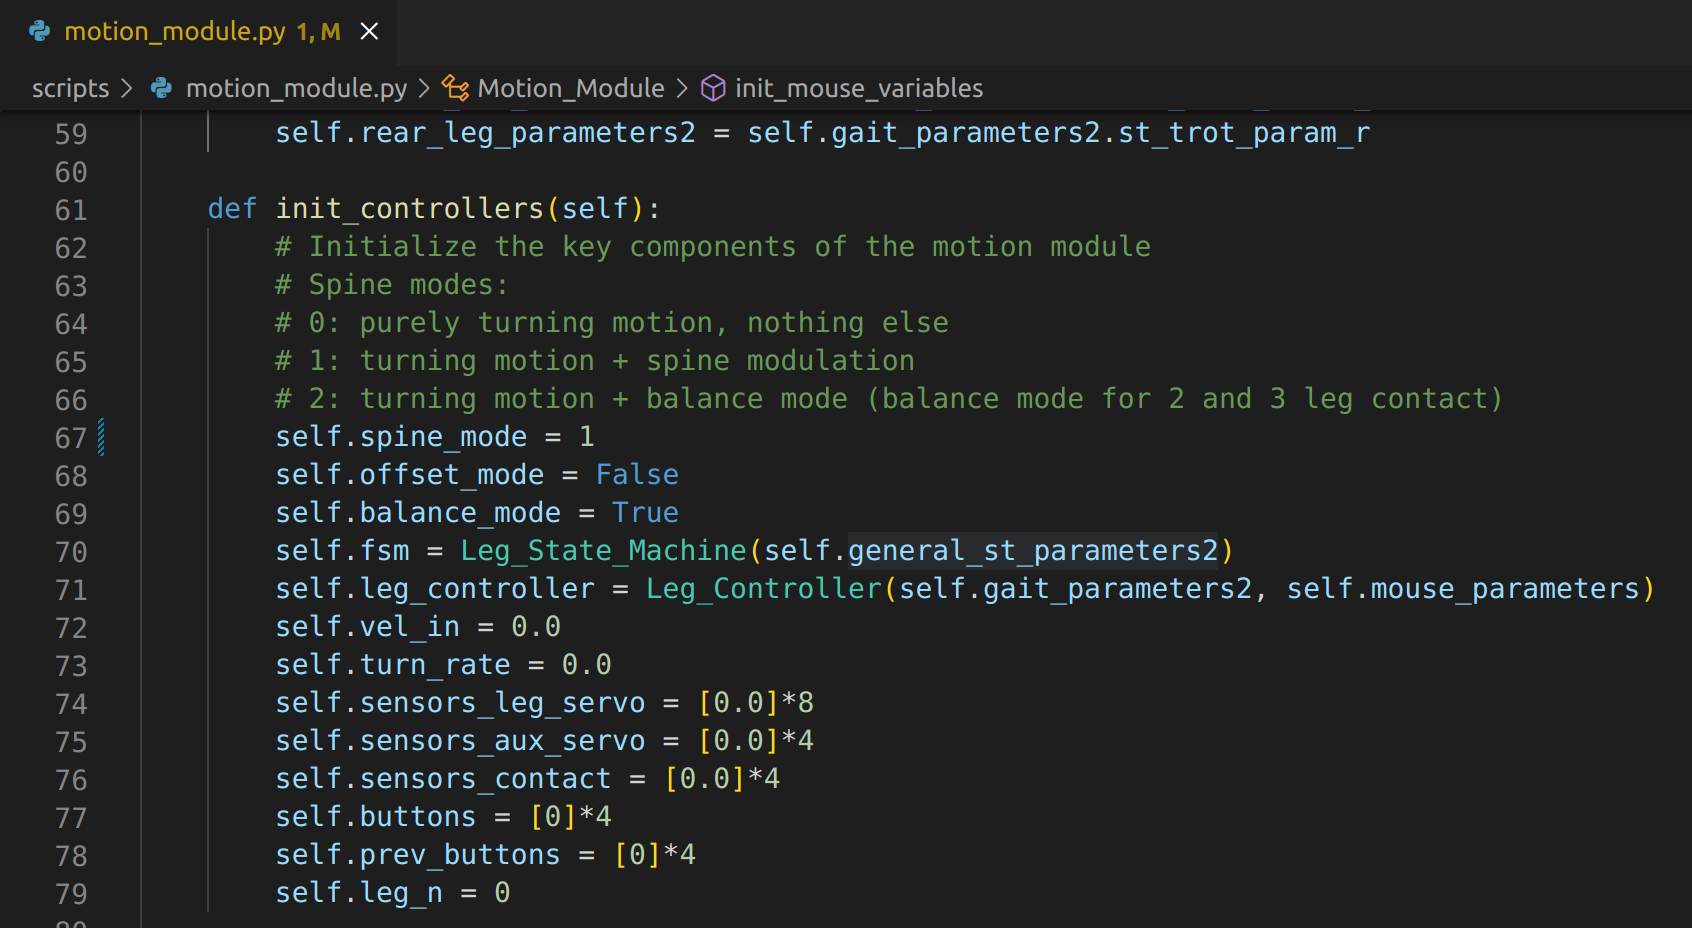 motion_module.py 1, M
scripts > motion_module.py > Motion_Module > init_mouse_variables
59 self.rear_leg_parameters2 = self.gait_parameters2.st_trot_param_r
60
61 def init_controllers(self):
62 # Initialize the key components of the motion module
63 # Spine modes:
64 # 0: purely turning motion, nothing else
65 # 1: turning motion + spine modulation
66 # 2: turning motion + balance mode (balance mode for 2 and 3 leg contact)
67 self.spine_mode = 1
68 self.offset_mode = False
69 self.balance_mode = True
70 self.fsm = Leg_State_Machine(self.general_st_parameters2)
71 self.leg_controller = Leg_Controller(self.gait_parameters2, self.mouse_parameters)
72 self.vel_in = 0.0
73 self.turn_rate = 0.0
74 self.sensors_leg_servo = [0.0]*8
75 self.sensors_aux_servo = [0.0]*4
76 self.sensors_contact = [0.0]*4
77 self.buttons = [0]*4
78 self.prev_buttons = [0]*4
79 self.leg_n = 0